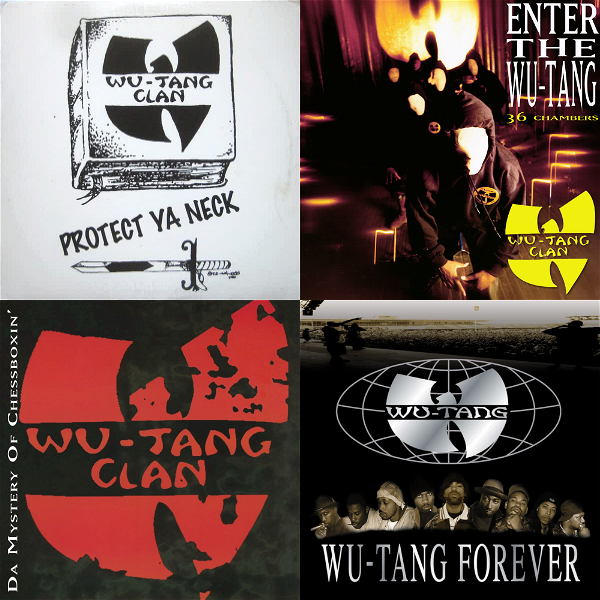 WU-TANG
CLAN
PROTECT YA NECK
ENTER
THE
WU-TANG
36 CHAMBERS
WU-TANG
CLAN
DA MYSTERY OF CHESSBOXIN'
WU-TANG
CLAN
WU-TANG
WU-TANG FOREVER